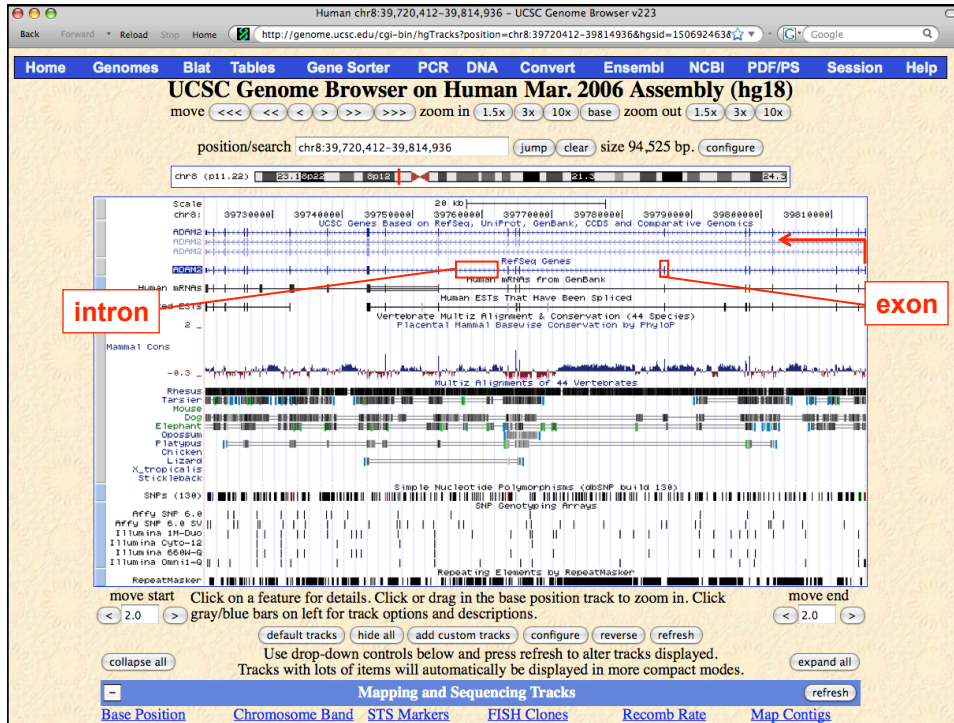 Human chr8:39,720,412-39,814,936 – UCSC Genome Browser v223
Back Forward Reload Stop Home http://genome.ucsc.edu/cgi-bin/hgTracks?position=chr8:39720412-39814936&hgsid=150692463& Google
Home Genomes Blat Tables Gene Sorter PCR DNA Convert Ensembl NCBI PDF/PS Session Help
UCSC Genome Browser on Human Mar. 2006 Assembly (hg18)
move <<< << < > >> >>> zoom in 1.5x 3x 10x base zoom out 1.5x 3x 10x
position/search chr8:39,720,412-39,814,936 jump clear size 94,525 bp. configure
chr8 (p11.22) 23.1 8p22 8p12 21.3 24.3
Scale 20 kb
chr8: 39730000| 39740000| 39750000| 39760000| 39770000| 39780000| 39790000| 39800000| 39810000|
UCSC Genes Based on RefSeq, UniProt, GenBank, CCDS and Comparative Genomics
ADAM2
ADAM2
ADAM2
RefSeq Genes
ADAM2
Human mRNAs from GenBank
Human mRNAs
intron
exon
Human ESTs That Have Been Spliced
ESTs
Vertebrate Multiz Alignment & Conservation (44 Species)
2 _ Placental Mammal Basewise Conservation by PhyloP
Mammal Cons
-0.3 _
Multiz Alignments of 44 Vertebrates
Rhesus
Tarsier
Mouse
Dog
Elephant
Opossum
Platypus
Chicken
Lizard
X_tropicalis
Stickleback
Simple Nucleotide Polymorphisms (dbSNP build 130)
SNPs (130)
SNP Genotyping Arrays
Affy SNP 6.0
Affy SNP 6.0 SV
Illumina 1M-Duo
Illumina Cyto-12
Illumina 660W-Q
Illumina Omni1-Q
Repeating Elements by RepeatMasker
RepeatMasker
move start Click on a feature for details. Click or drag in the base position track to zoom in. Click move end
< 2.0 > gray/blue bars on left for track options and descriptions. < 2.0 >
default tracks hide all add custom tracks configure reverse refresh
collapse all Use drop-down controls below and press refresh to alter tracks displayed. expand all
Tracks with lots of items will automatically be displayed in more compact modes.
- Mapping and Sequencing Tracks refresh
Base Position Chromosome Band STS Markers FISH Clones Recomb Rate Map Contigs